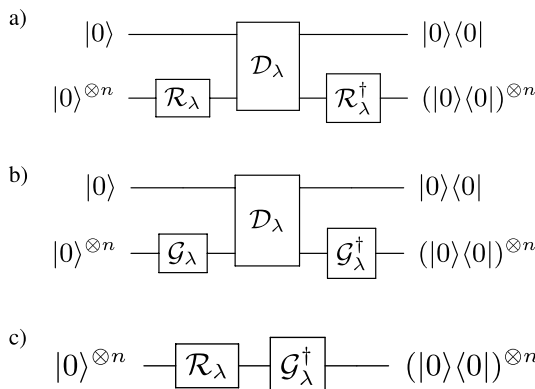 a)
|0⟩ 𝒟_λ |0⟩⟨0|
|0⟩^{⊗n} ℛ_λ ℛ_λ^† (|0⟩⟨0|)^{⊗n}
b)
|0⟩ 𝒟_λ |0⟩⟨0|
|0⟩^{⊗n} 𝒢_λ 𝒢_λ^† (|0⟩⟨0|)^{⊗n}
c)
|0⟩^{⊗n} ℛ_λ 𝒢_λ^† (|0⟩⟨0|)^{⊗n}